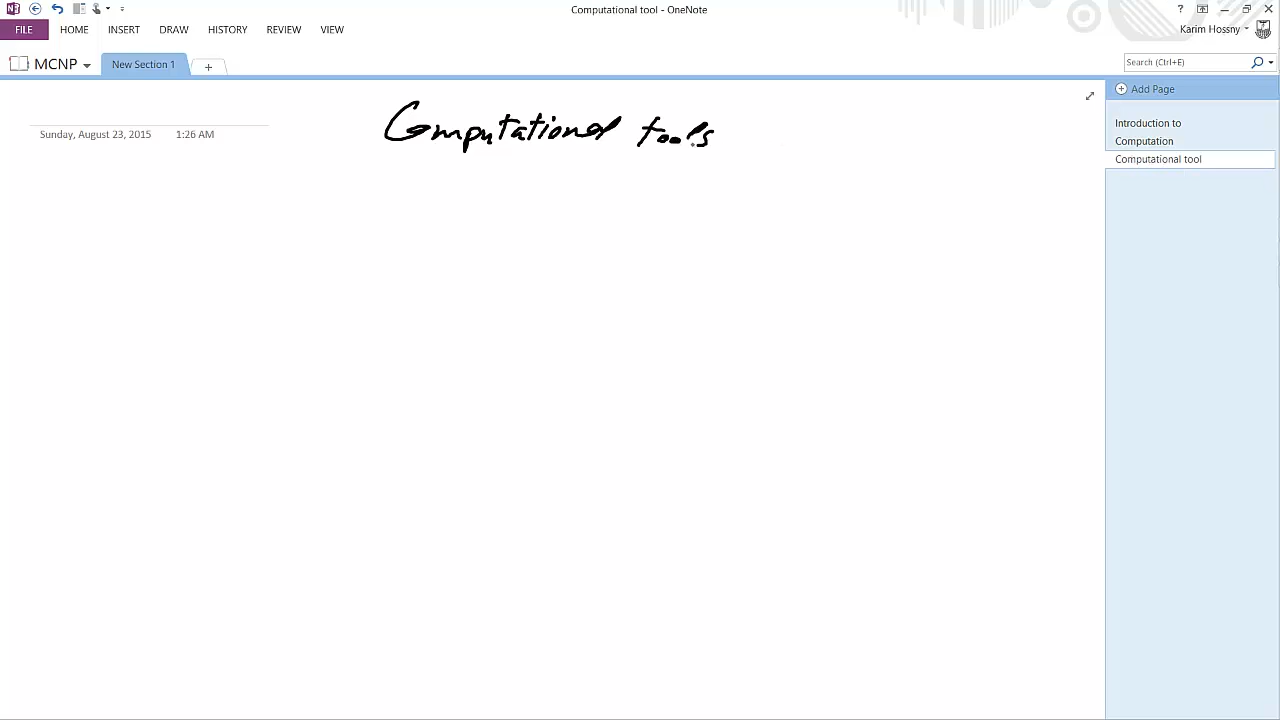 Computational tool - OneNote
FILE HOME INSERT DRAW HISTORY REVIEW VIEW
Karim Hossny
MCNP New Section 1 +
Search (Ctrl+E)
Add Page
Introduction to
Computation
Computational tool
Computational tools
Sunday, August 23, 2015 1:26 AM